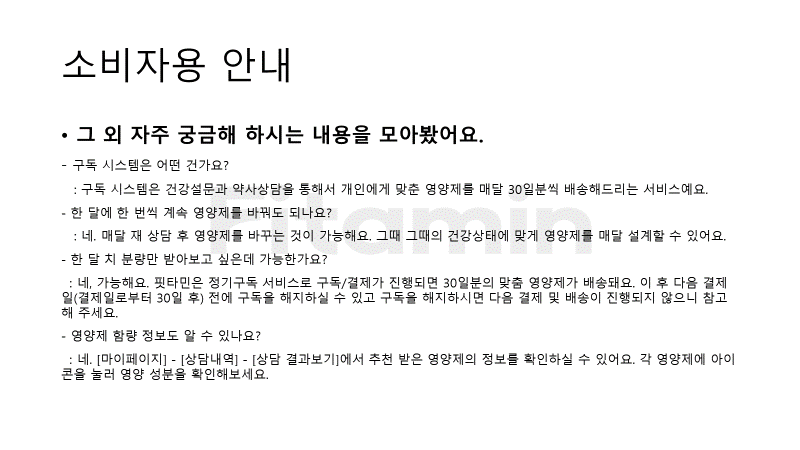 소비자용 안내
• 그 외 자주 궁금해 하시는 내용을 모아봤어요.
- 구독 시스템은 어떤 건가요?
: 구독 시스템은 건강설문과 약사상담을 통해서 개인에게 맞춘 영양제를 매달 30일분씩 배송해드리는 서비스예요.
- 한 달에 한 번씩 계속 영양제를 바꿔도 되나요?
: 네. 매달 재 상담 후 영양제를 바꾸는 것이 가능해요. 그때 그때의 건강상태에 맞게 영양제를 매달 설계할 수 있어요.
- 한 달 치 분량만 받아보고 싶은데 가능한가요?
: 네, 가능해요. 핏타민은 정기구독 서비스로 구독/결제가 진행되면 30일분의 맞춤 영양제가 배송돼요. 이 후 다음 결제
일(결제일로부터 30일 후) 전에 구독을 해지하실 수 있고 구독을 해지하시면 다음 결제 및 배송이 진행되지 않으니 참고
해 주세요.
- 영양제 함량 정보도 알 수 있나요?
: 네. [마이페이지] - [상담내역] - [상담 결과보기]에서 추천 받은 영양제의 정보를 확인하실 수 있어요. 각 영양제에 아이
콘을 눌러 영양 성분을 확인해보세요.
Fitamin